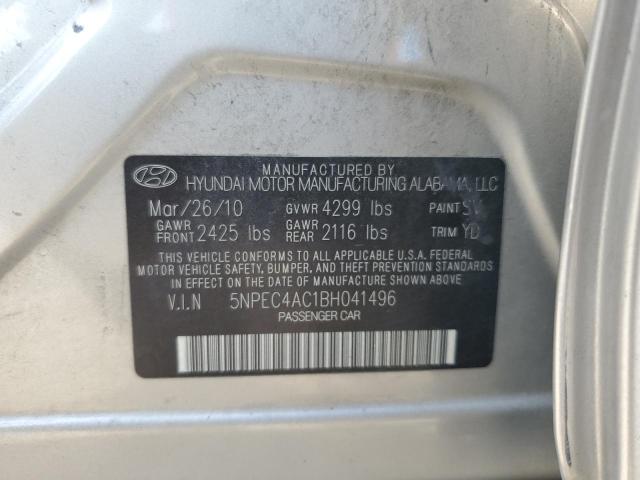 MANUFACTURED BY
HYUNDAI MOTOR MANUFACTURING ALABAMA, LLC
Mar/26/10 GVWR 4299 lbs PAINT SV
GAWR FRONT 2425 lbs GAWR REAR 2116 lbs TRIM YD
THIS VEHICLE CONFORMS TO ALL APPLICABLE U.S.A. FEDERAL
MOTOR VEHICLE SAFETY, BUMPER, AND THEFT PREVENTION STANDARDS
IN EFFECT ON THE DATE OF MANUFACTURE SHOWN ABOVE
V.I.N 5NPEC4AC1BH041496
PASSENGER CAR